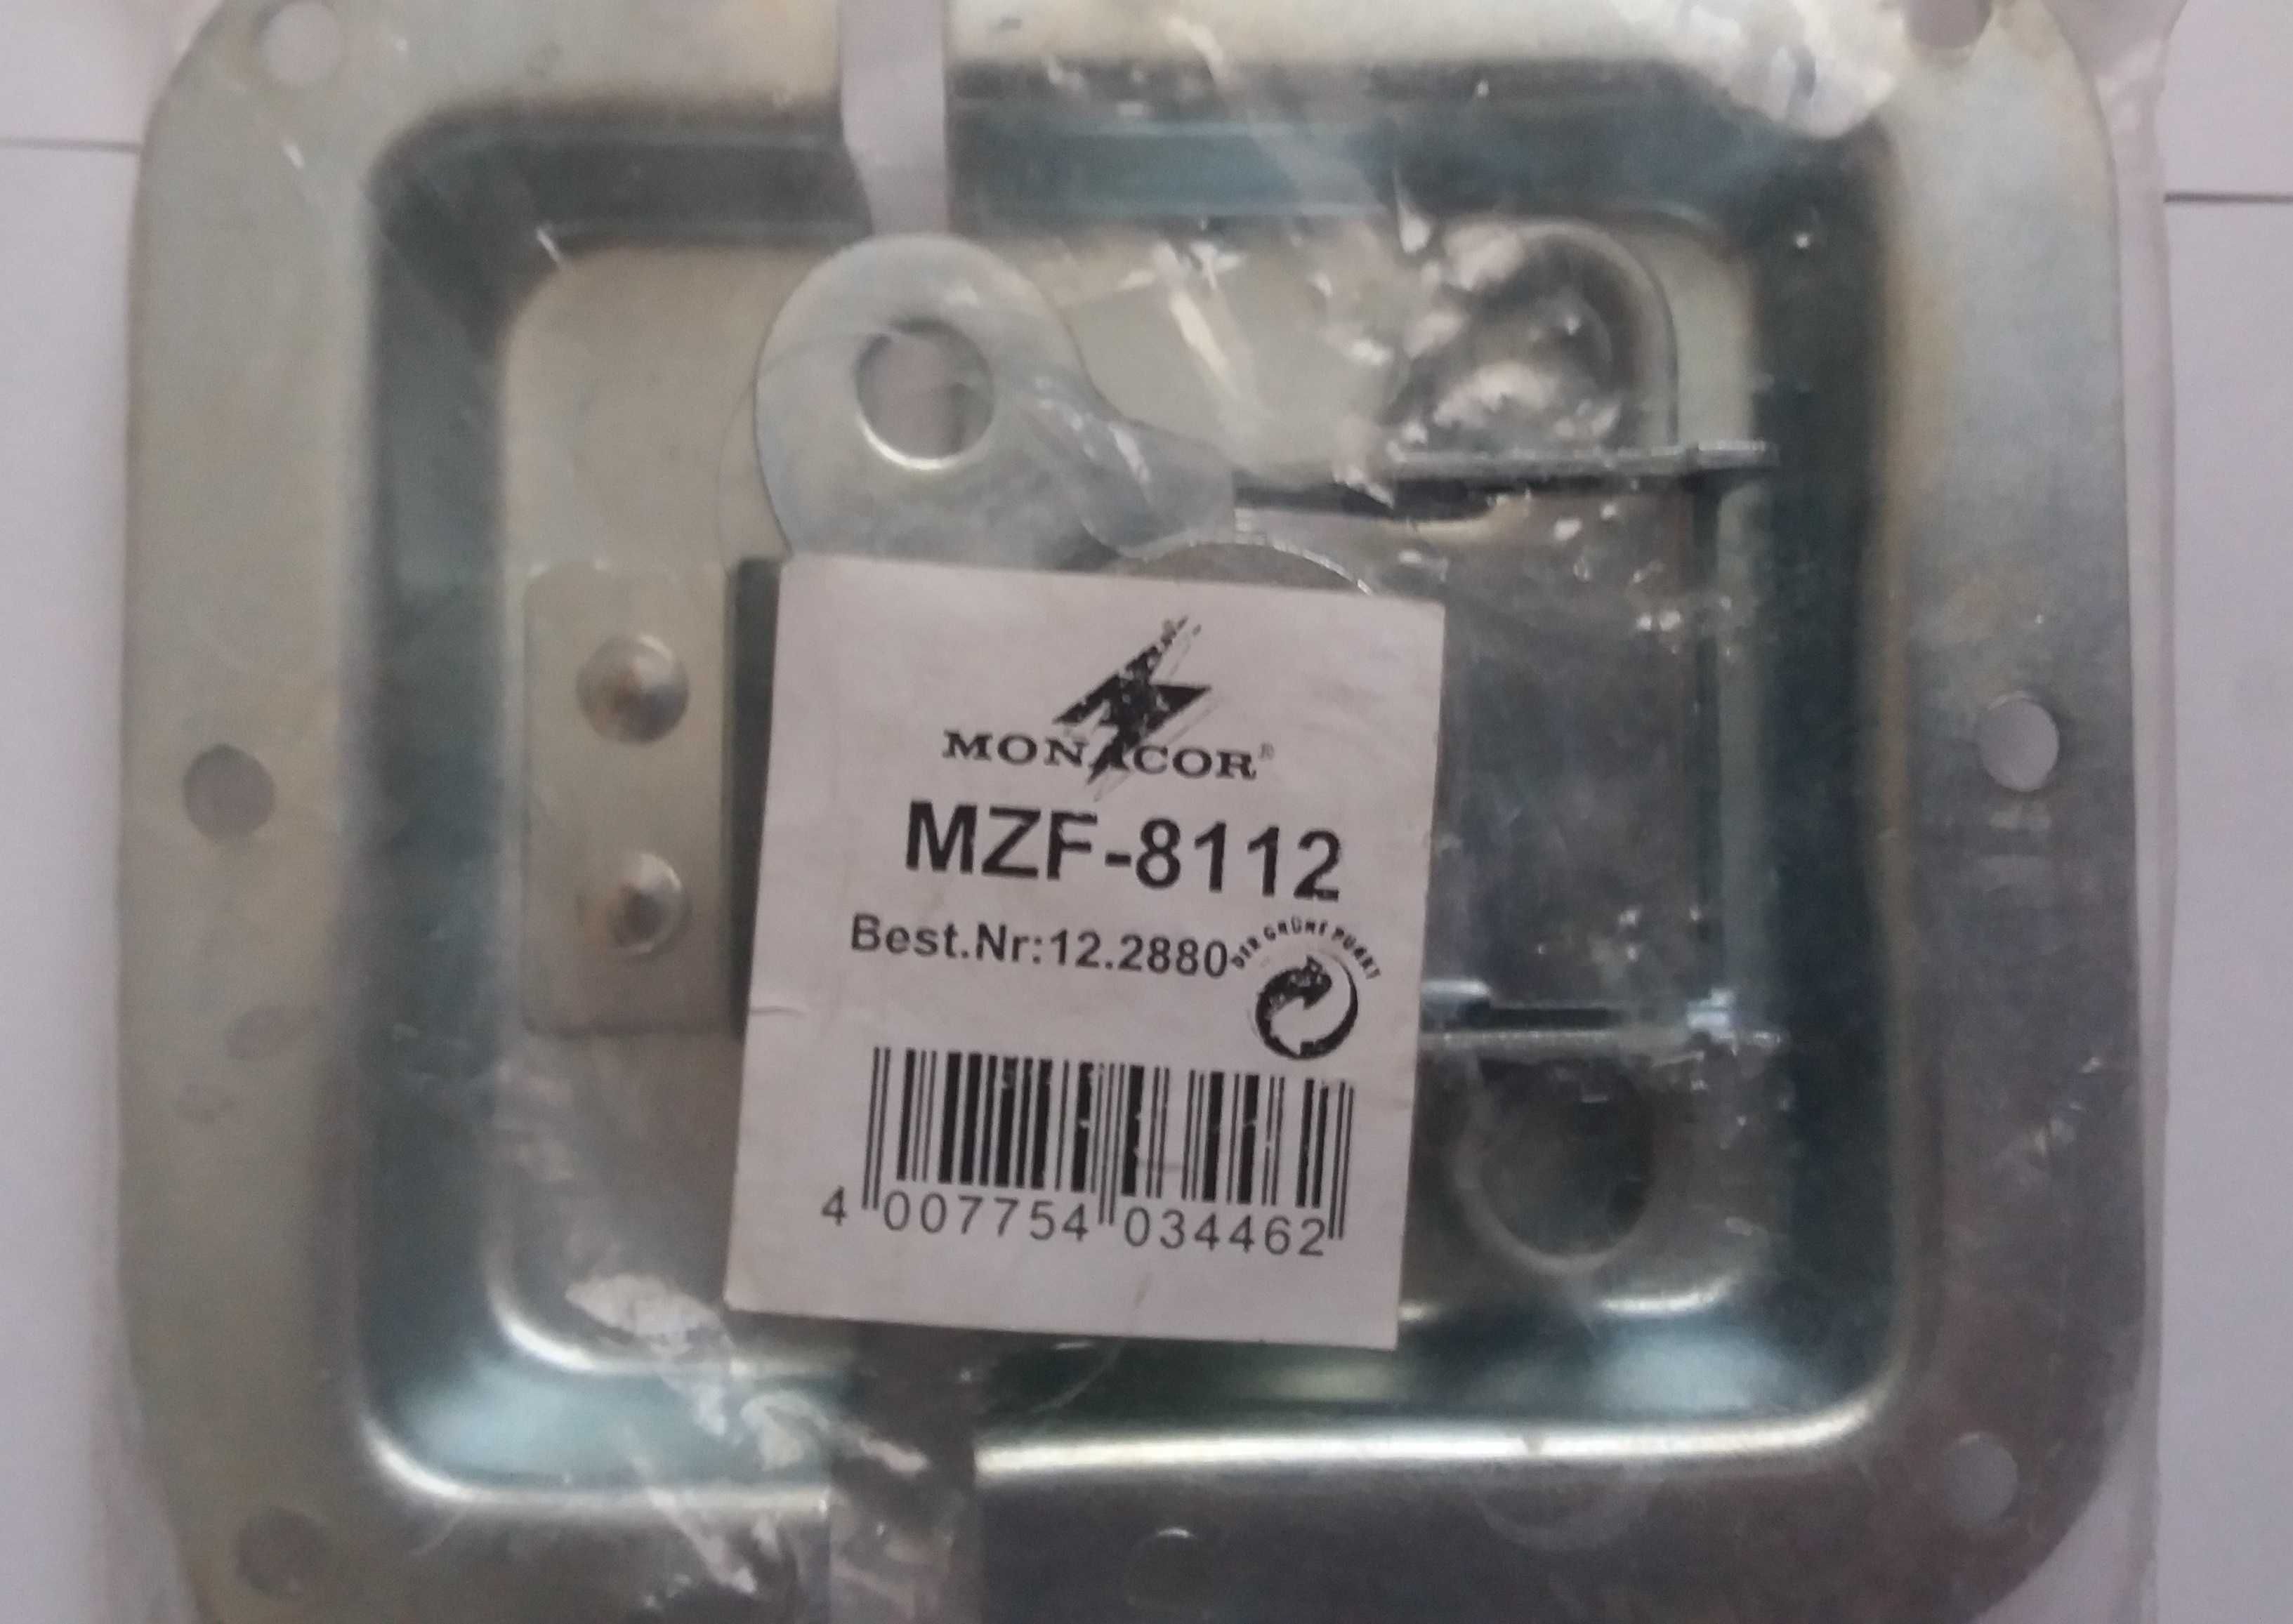 MONACOR®
MZF-8112
Best.Nr:12.2880
DER GRÜNE PUNKT
4 007754 034462